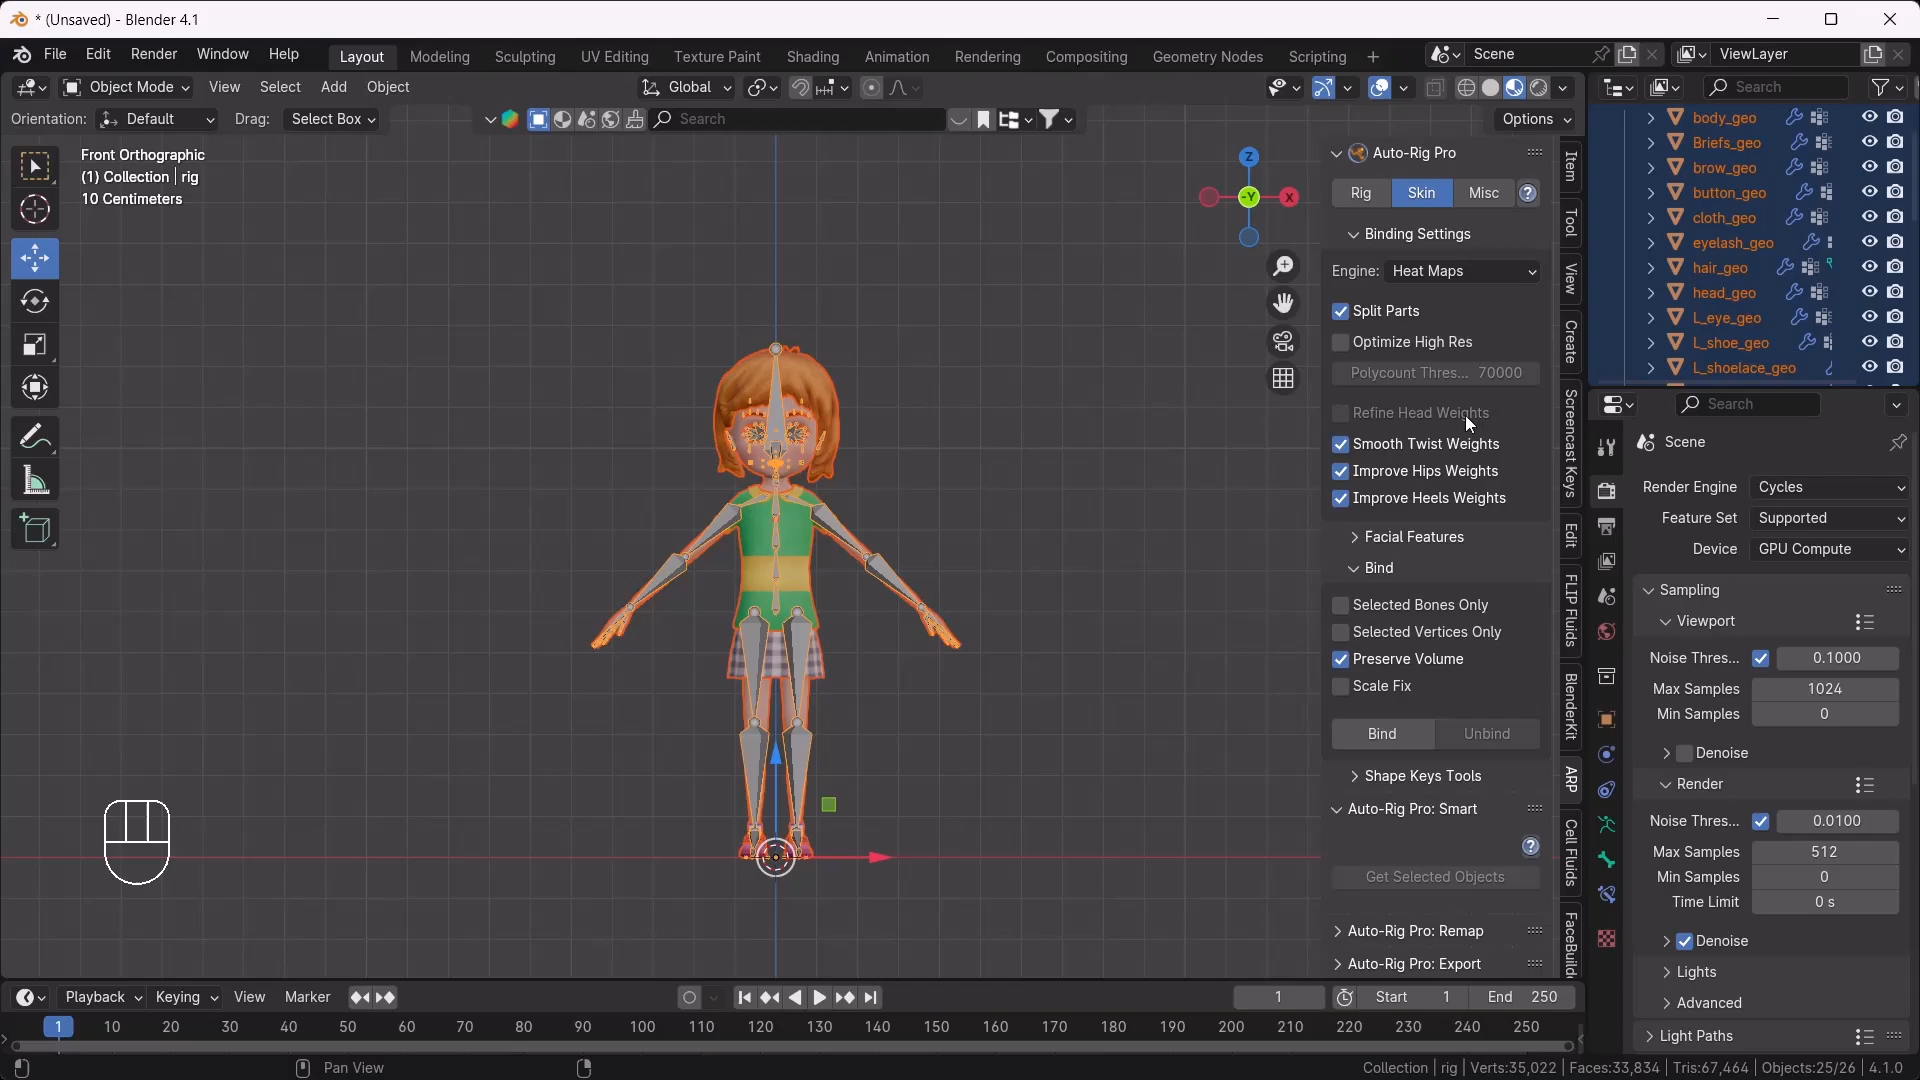 * (Unsaved) - Blender 4.1
File Edit Render Window Help Layout Modeling Sculpting UV Editing Texture Paint Shading Animation Rendering Compositing Geometry Nodes Scripting + Scene ViewLayer
Object Mode View Select Add Object Global Search
Orientation: Default Drag: Select Box Search Options
Front Orthographic
(1) Collection | rig
10 Centimeters
Z
-Y
X
Auto-Rig Pro
Rig Skin Misc ?
Binding Settings
Engine: Heat Maps
Split Parts
Optimize High Res
Polycount Thres... 70000
Refine Head Weights
Smooth Twist Weights
Improve Hips Weights
Improve Heels Weights
Facial Features
Bind
Selected Bones Only
Selected Vertices Only
Preserve Volume
Scale Fix
Bind Unbind
Shape Keys Tools
Auto-Rig Pro: Smart
?
Get Selected Objects
Auto-Rig Pro: Remap
Auto-Rig Pro: Export
Item
Tool
View
Create
Screencast Keys
Edit
FLIP Fluids
BlenderKit
ARP
Cell Fluids
FaceBuild
body_geo
Briefs_geo
brow_geo
button_geo
cloth_geo
eyelash_geo
hair_geo
head_geo
L_eye_geo
L_shoe_geo
L_shoelace_geo
Search
Scene
Render Engine Cycles
Feature Set Supported
Device GPU Compute
Sampling
Viewport
Noise Thres... 0.1000
Max Samples 1024
Min Samples 0
Denoise
Render
Noise Thres... 0.0100
Max Samples 512
Min Samples 0
Time Limit 0 s
Denoise
Lights
Advanced
Light Paths
Playback Keying View Marker 1 Start 1 End 250
1 10 20 30 40 50 60 70 80 90 100 110 120 130 140 150 160 170 180 190 200 210 220 230 240 250
Pan View Collection | rig | Verts:35,022 | Faces:33,834 | Tris:67,464 | Objects:25/26 | 4.1.0